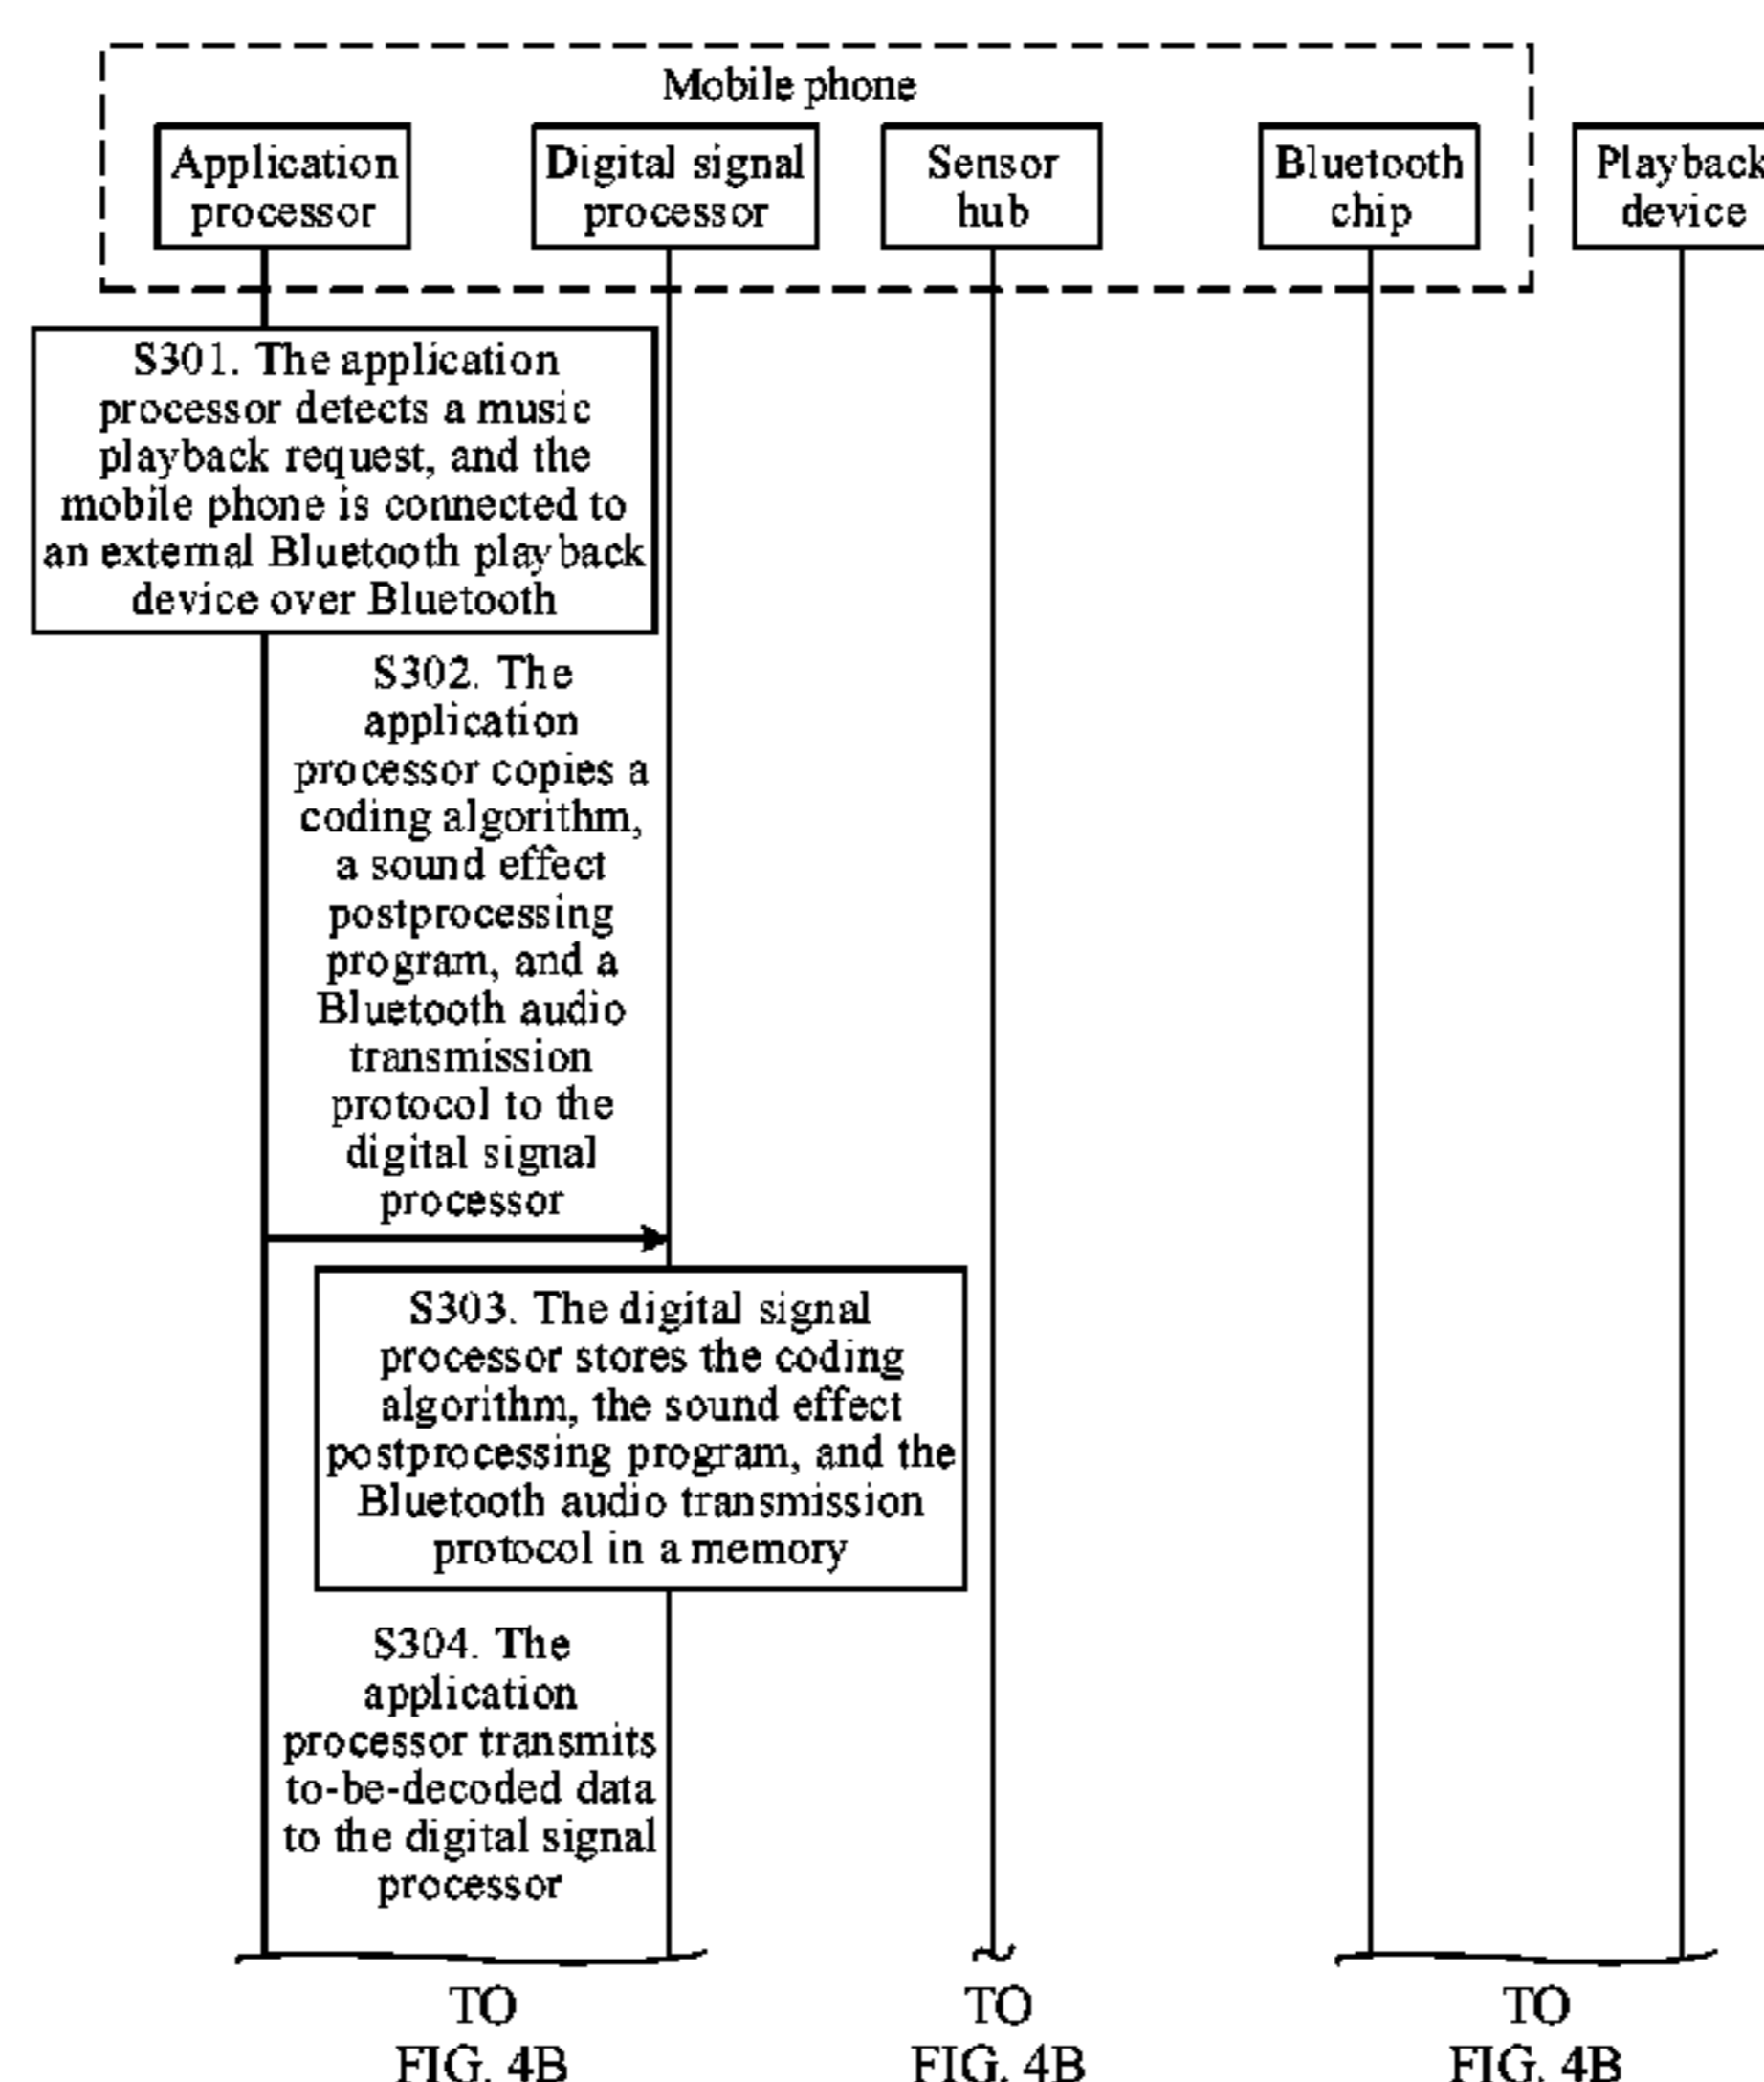 Mobile phone
Application
processor
Digital signal
processor
Sensor
hub
Bluetooth
chip
Playback
device
S301. The application
processor detects a music
playback request, and the
mobile phone is connected to
an external Bluetooth playback
device over Bluetooth
S302. The
application
processor copies a
coding algorithm,
a sound effect
postprocessing
program, and a
Bluetooth audio
transmission
protocol to the
digital signal
processor
S303. The digital signal
processor stores the coding
algorithm, the sound effect
postprocessing program, and the
Bluetooth audio transmission
protocol in a memory
S304. The
application
processor transmits
to-be-decoded data
to the digital signal
processor
TO
FIG. 4B
TO
FIG. 4B
TO
FIG. 4B